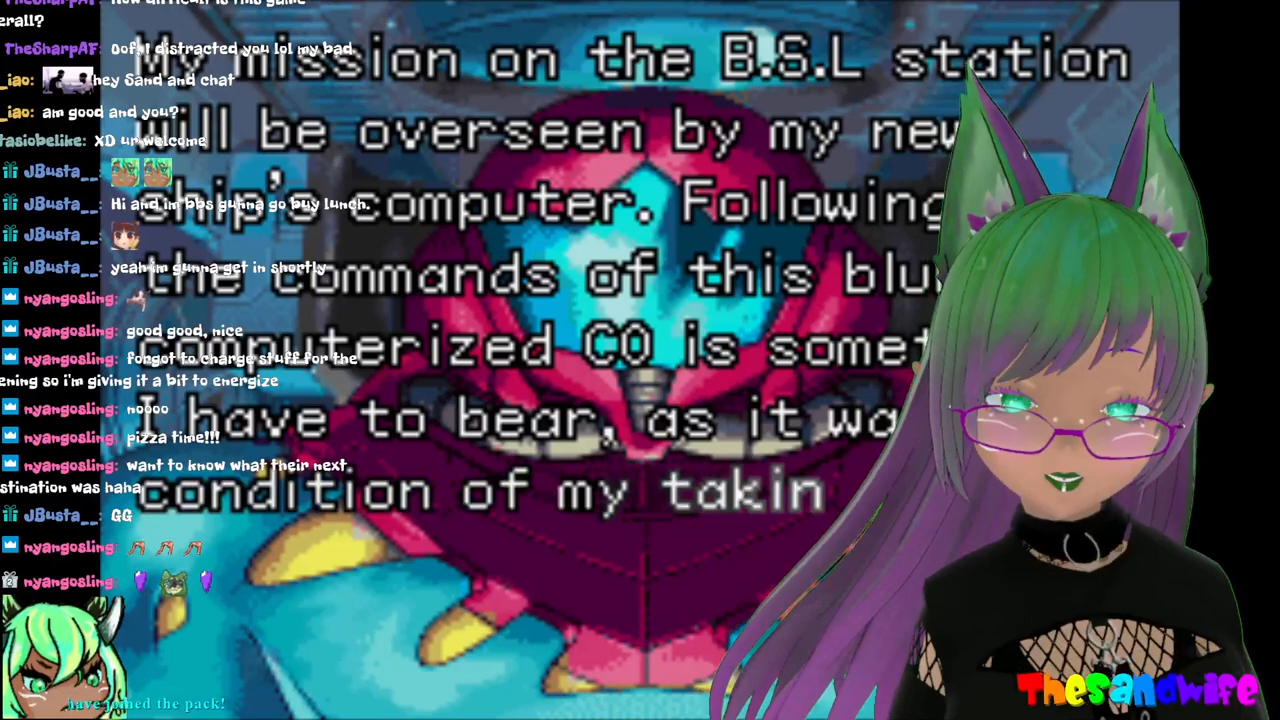 erall?
TheSharpAF: Oof, I distracted you lol my bad
_iao: hey Sand and chat
_iao: am good and you?
tasiobelike: XD ur welcome
JBusta__:
JBusta__: Hi and im bbs gunna go buy lunch.
JBusta__:
JBusta__: yeah im gunna get in shortly
nyangosling:
nyangosling: good good, nice
nyangosling: forgot to charge stuff for the
ening so i'm giving it a bit to energize
nyangosling: noooo
nyangosling: pizza time!!!
nyangosling: want to know what their next
stination was haha
JBusta__: GG
nyangosling:
nyangosling:
have joined the pack!
My mission on the B.S.L station
will be overseen by my new
ship's computer. Following
the commands of this blu
computerized CO is somet
I have to bear, as it wa
condition of my takin
TheSandwife